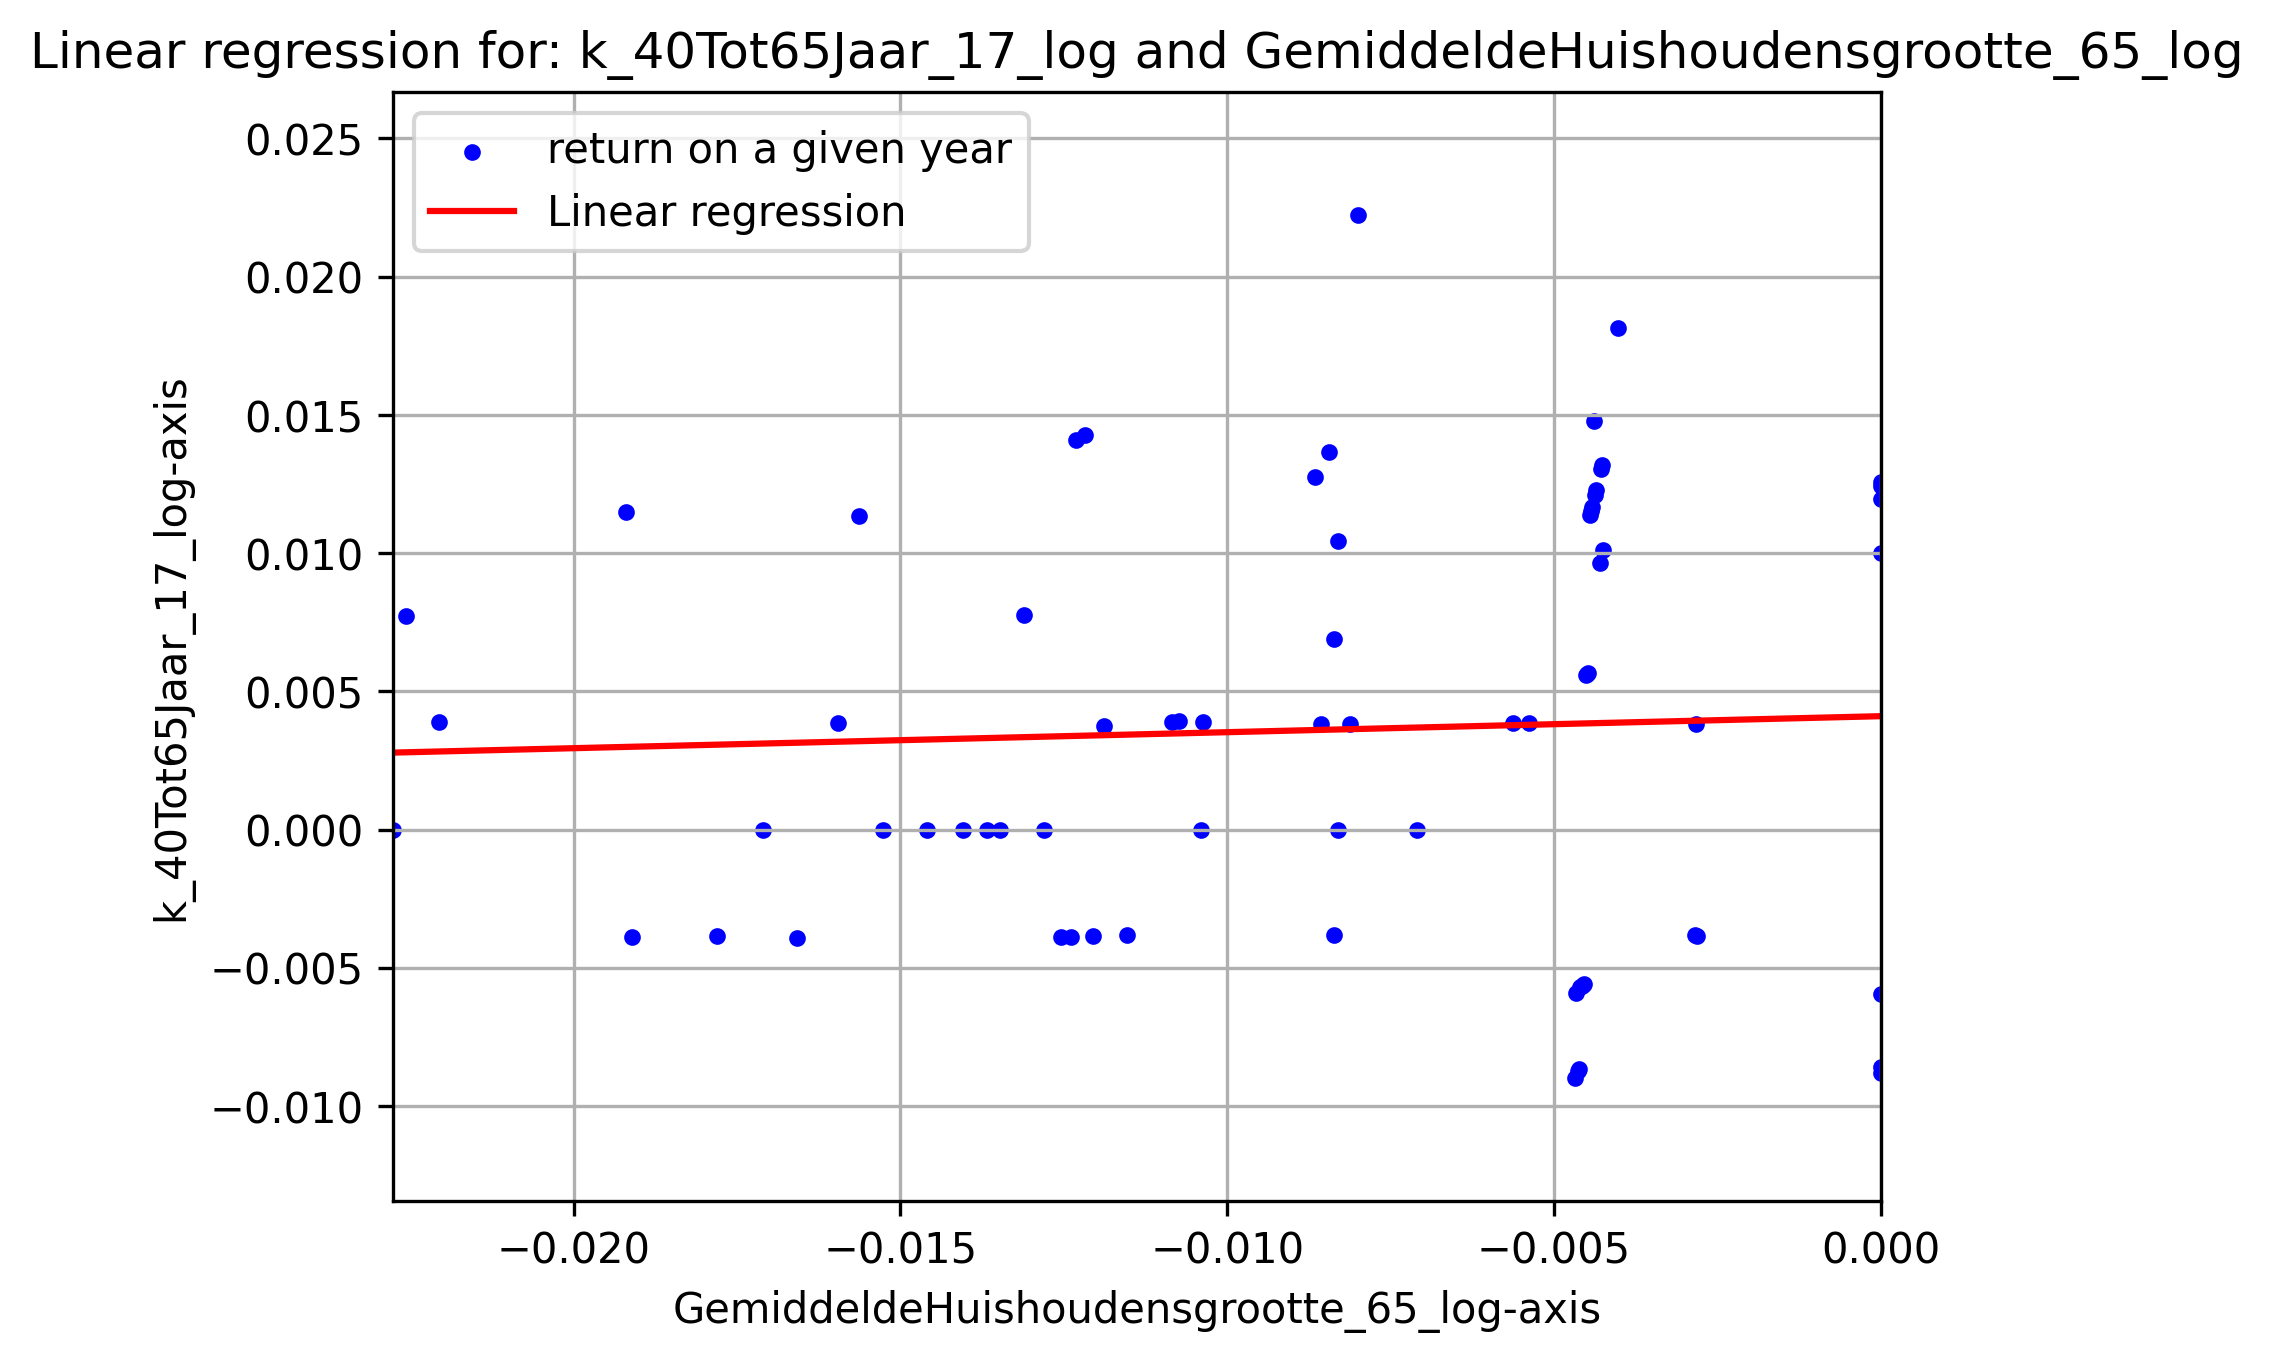 Linear regression for: k_40Tot65Jaar_17_log and GemiddeldeHuishoudensgrootte_65_log
return on a given year
Linear regression
0.025
0.020
0.015
0.010
0.005
0.000
−0.005
−0.010
k_40Tot65Jaar_17_log-axis
−0.020 −0.015 −0.010 −0.005 0.000
GemiddeldeHuishoudensgrootte_65_log-axis